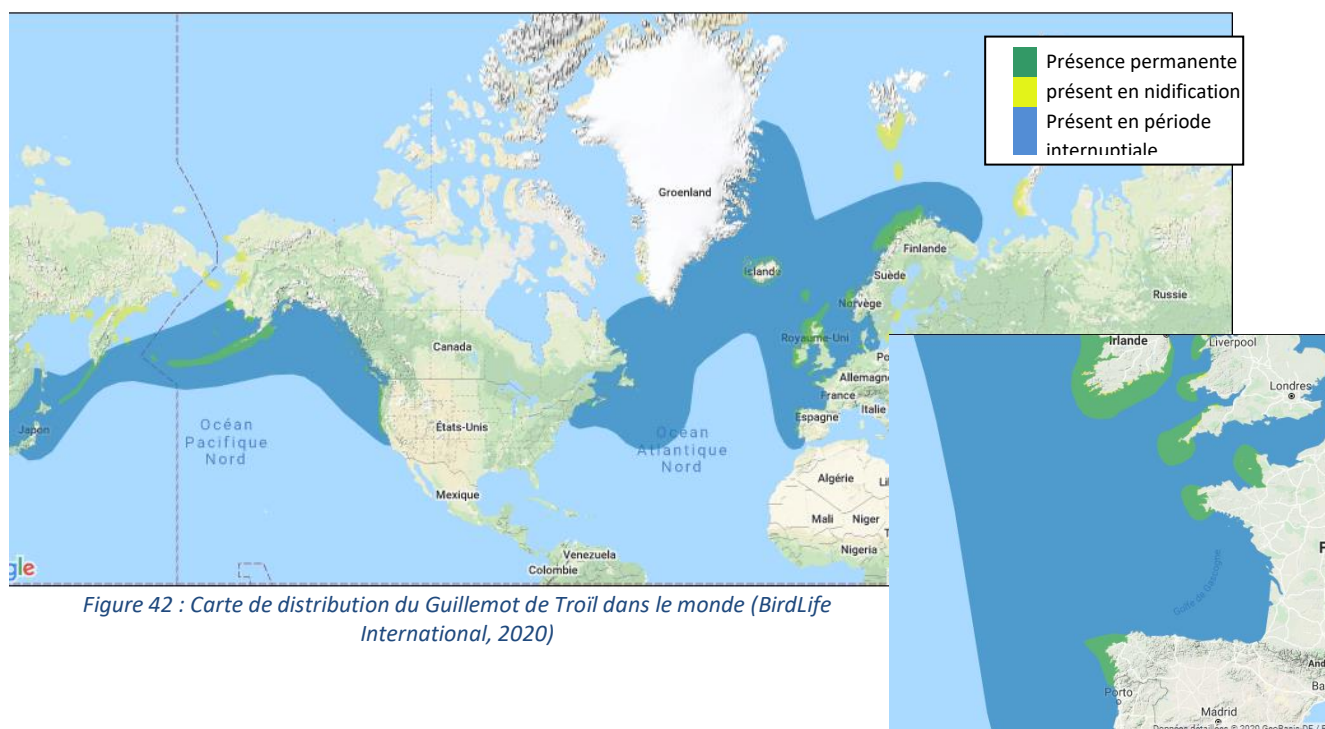 Présence permanente
présent en nidification
Présent en période
internuptiale
Groenland
Islande
Finlande
Suède
Norvège
Russie
Royaume-Uni
Canada
Allemagne
France
Espagne
Italie
Japon
Océan
Pacifique
Nord
États-Unis
Océan
Atlantique
Nord
Mexique
Algérie
Mali
Niger
Nigeria
Venezuela
Colombie
gle
Irlande
Liverpool
Londres
Golfe de Gascogne
Porto
Madrid
Figure 42 : Carte de distribution du Guillemot de Troïl dans le monde (BirdLife
International, 2020)